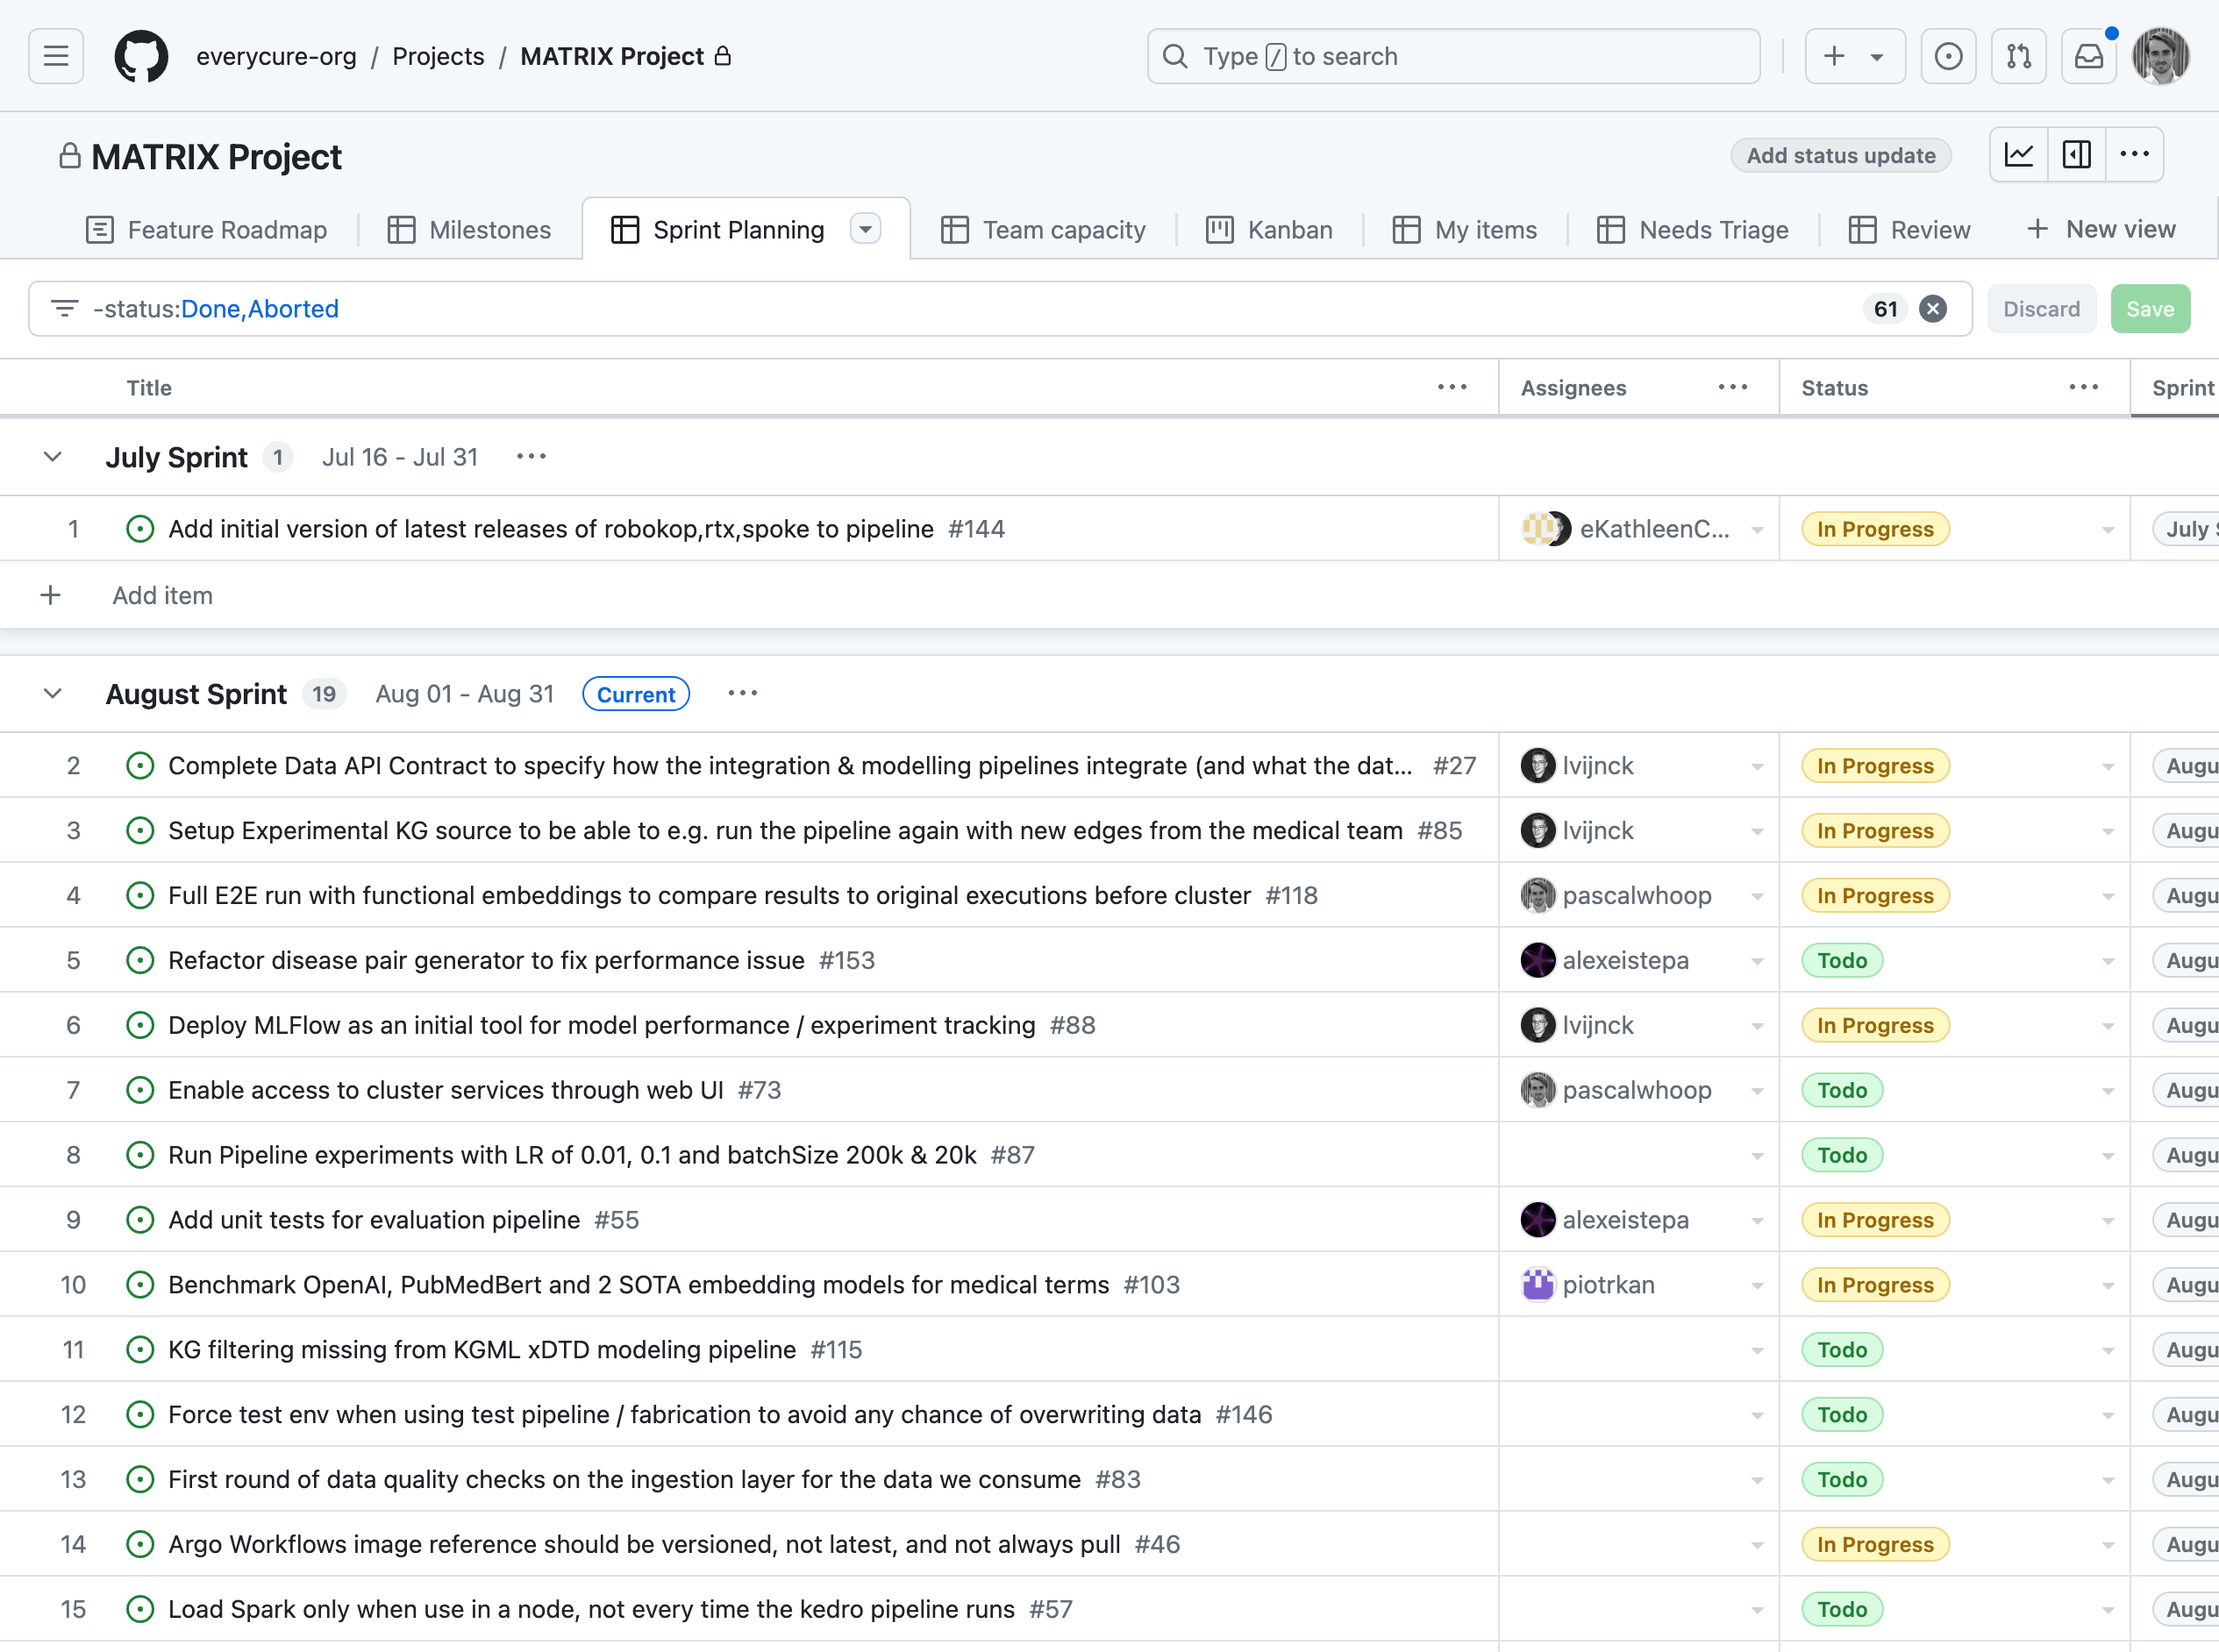 everycure-org / Projects / MATRIX Project
Type / to search
MATRIX Project
Add status update
Feature Roadmap
Milestones
Sprint Planning
Team capacity
Kanban
My items
Needs Triage
Review
New view
-status:Done,Aborted
61
Discard
Save
Title
Assignees
Status
Sprint
July Sprint 1 Jul 16 - Jul 31
1 Add initial version of latest releases of robokop,rtx,spoke to pipeline #144 eKathleenC... In Progress July
Add item
August Sprint 19 Aug 01 - Aug 31 Current
2 Complete Data API Contract to specify how the integration & modelling pipelines integrate (and what the dat... #27 lvijnck In Progress Augu
3 Setup Experimental KG source to be able to e.g. run the pipeline again with new edges from the medical team #85 lvijnck In Progress Augu
4 Full E2E run with functional embeddings to compare results to original executions before cluster #118 pascalwhoop In Progress Augu
5 Refactor disease pair generator to fix performance issue #153 alexeistepa Todo Augu
6 Deploy MLFlow as an initial tool for model performance / experiment tracking #88 lvijnck In Progress Augu
7 Enable access to cluster services through web UI #73 pascalwhoop Todo Augu
8 Run Pipeline experiments with LR of 0.01, 0.1 and batchSize 200k & 20k #87 Todo Augu
9 Add unit tests for evaluation pipeline #55 alexeistepa In Progress Augu
10 Benchmark OpenAI, PubMedBert and 2 SOTA embedding models for medical terms #103 piotrkan In Progress Augu
11 KG filtering missing from KGML xDTD modeling pipeline #115 Todo Augu
12 Force test env when using test pipeline / fabrication to avoid any chance of overwriting data #146 Todo Augu
13 First round of data quality checks on the ingestion layer for the data we consume #83 Todo Augu
14 Argo Workflows image reference should be versioned, not latest, and not always pull #46 In Progress Augu
15 Load Spark only when use in a node, not every time the kedro pipeline runs #57 Todo Augu